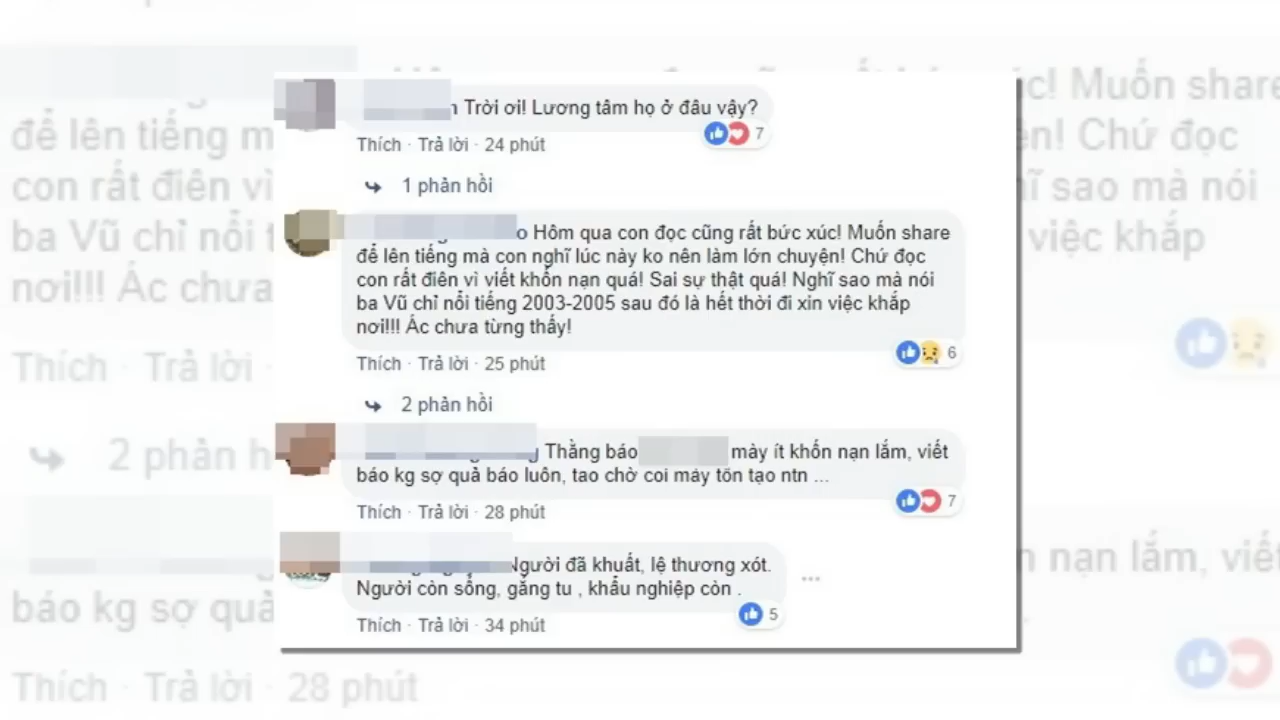 Trời ơi! Lương tâm họ ở đâu vậy?
7
Thích · Trả lời · 24 phút
1 phản hồi
Hôm qua con đọc cũng rất bức xúc! Muốn share
để lên tiếng mà con nghĩ lúc này ko nên làm lớn chuyện! Chứ đọc
con rất điên vì viết khốn nạn quá! Sai sự thật quá! Nghĩ sao mà nói
ba Vũ chỉ nổi tiếng 2003-2005 sau đó là hết thời đi xin việc khắp
nơi!!! Ác chưa từng thấy!
6
Thích · Trả lời · 25 phút
2 phản hồi
Thằng báo mày ít khốn nạn lắm, viết
báo kg sợ quả báo luôn, tao chờ coi mày tồn tạo ntn ...
7
Thích · Trả lời · 28 phút
Người đã khuất, lệ thương xót.
Người còn sống, gắng tu , khẩu nghiệp còn .
5
Thích · Trả lời · 34 phút